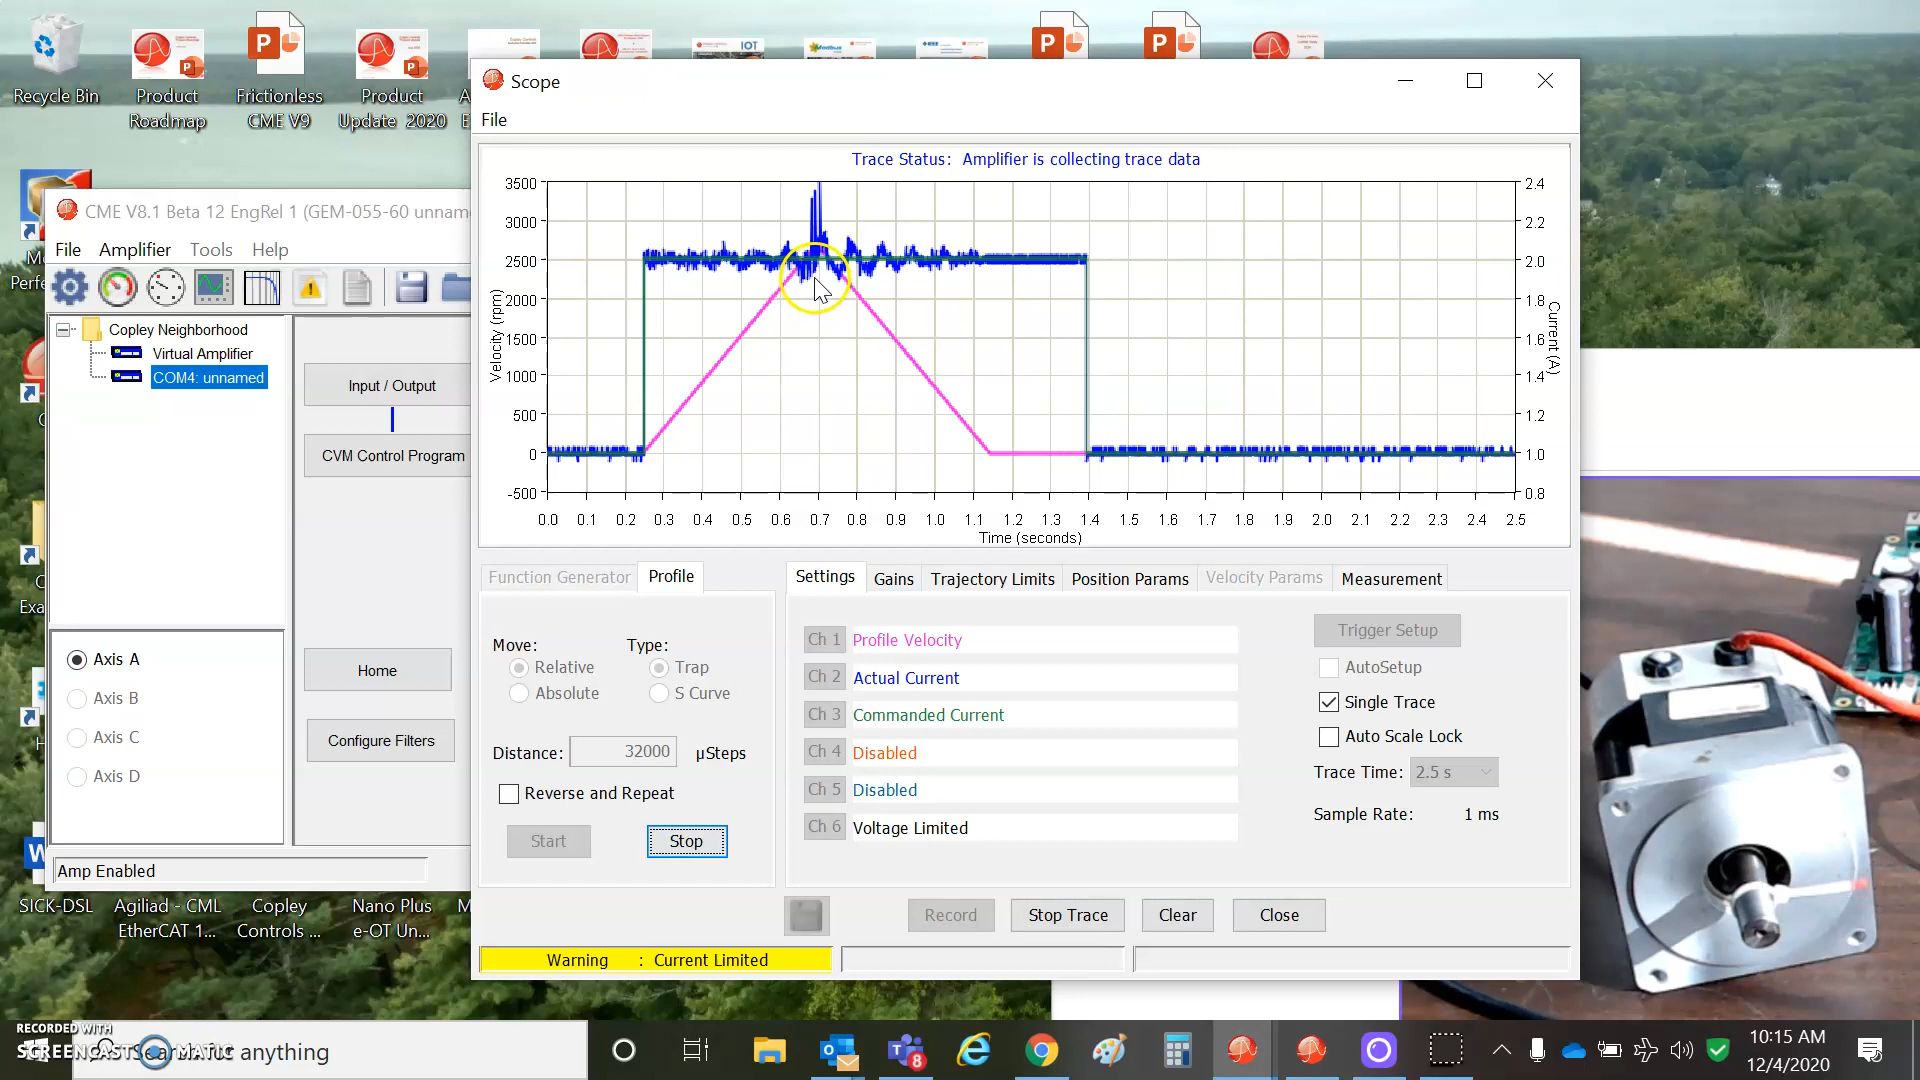 IOT
Modbus
Recycle Bin
Product
Roadmap
Frictionless
CME V9
Product
Update 2020
Scope
File
Trace Status: Amplifier is collecting trace data
3500
3000
2500
2000
1500
1000
500
0
-500
Velocity (rpm)
2.4
2.2
2.0
1.8
1.6
1.4
1.2
1.0
0.8
Current (A)
0.0 0.1 0.2 0.3 0.4 0.5 0.6 0.7 0.8 0.9 1.0 1.1 1.2 1.3 1.4 1.5 1.6 1.7 1.8 1.9 2.0 2.1 2.2 2.3 2.4 2.5
Time (seconds)
CME V8.1 Beta 12 EngRel 1 (GEM-055-60 unnam
File Amplifier Tools Help
Copley Neighborhood
Virtual Amplifier
COM4: unnamed
Input / Output
CVM Control Program
Home
Configure Filters
Axis A
Axis B
Axis C
Axis D
Amp Enabled
Function Generator Profile
Move: Type:
Relative Trap
Absolute S Curve
Distance: 32000 µSteps
Reverse and Repeat
Start Stop
Settings Gains Trajectory Limits Position Params Velocity Params Measurement
Ch 1 Profile Velocity
Ch 2 Actual Current
Ch 3 Commanded Current
Ch 4 Disabled
Ch 5 Disabled
Ch 6 Voltage Limited
Trigger Setup
AutoSetup
Single Trace
Auto Scale Lock
Trace Time: 2.5 s
Sample Rate: 1 ms
Record Stop Trace Clear Close
Warning : Current Limited
SICK-DSL
Agiliad - CML
EtherCAT 1...
Copley
Controls ...
Nano Plus
e-OT Un...
RECORDED WITH
SCREENCAST MATIC
anything
8
10:15 AM
12/4/2020